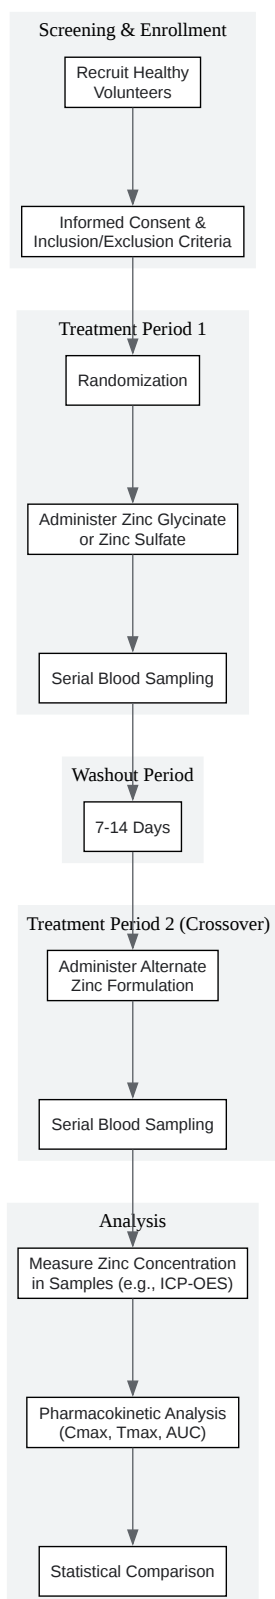 Screening & Enrollment
Recruit Healthy
Volunteers
Informed Consent &
Inclusion/Exclusion Criteria
Treatment Period 1
Randomization
Administer Zinc Glycinate
or Zinc Sulfate
Serial Blood Sampling
Washout Period
7-14 Days
Treatment Period 2 (Crossover)
Administer Alternate
Zinc Formulation
Serial Blood Sampling
Analysis
Measure Zinc Concentration
in Samples (e.g., ICP-OES)
Pharmacokinetic Analysis
(Cmax, Tmax, AUC)
Statistical Comparison